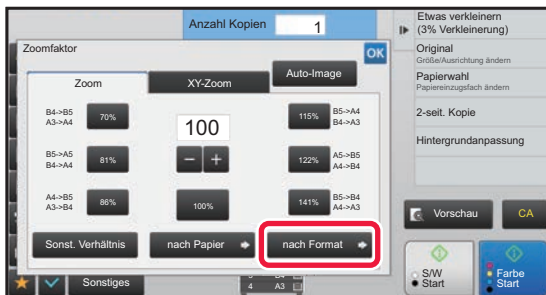 Anzahl Kopien 1
Zoomfaktor
OK
Zoom
XY-Zoom
Auto-Image
B4->B5
A3->A4
70%
100
115%
B5->A4
B4->A3
B5->A5
B4->A4
81%
122%
A5->B5
B4->A4
A4->B5
A3->B4
86%
100%
141%
B5->B4
A4->A3
Sonst. Verhältnis
nach Papier
nach Format
Sonstiges
4 A3
Etwas verkleinern
(3% Verkleinerung)
Original
Größe/Ausrichtung ändern
Papierwahl
Papiereinzugsfach ändern
2-seit. Kopie
Hintergrundanpassung
Vorschau
CA
S/W
Start
Farbe
Start